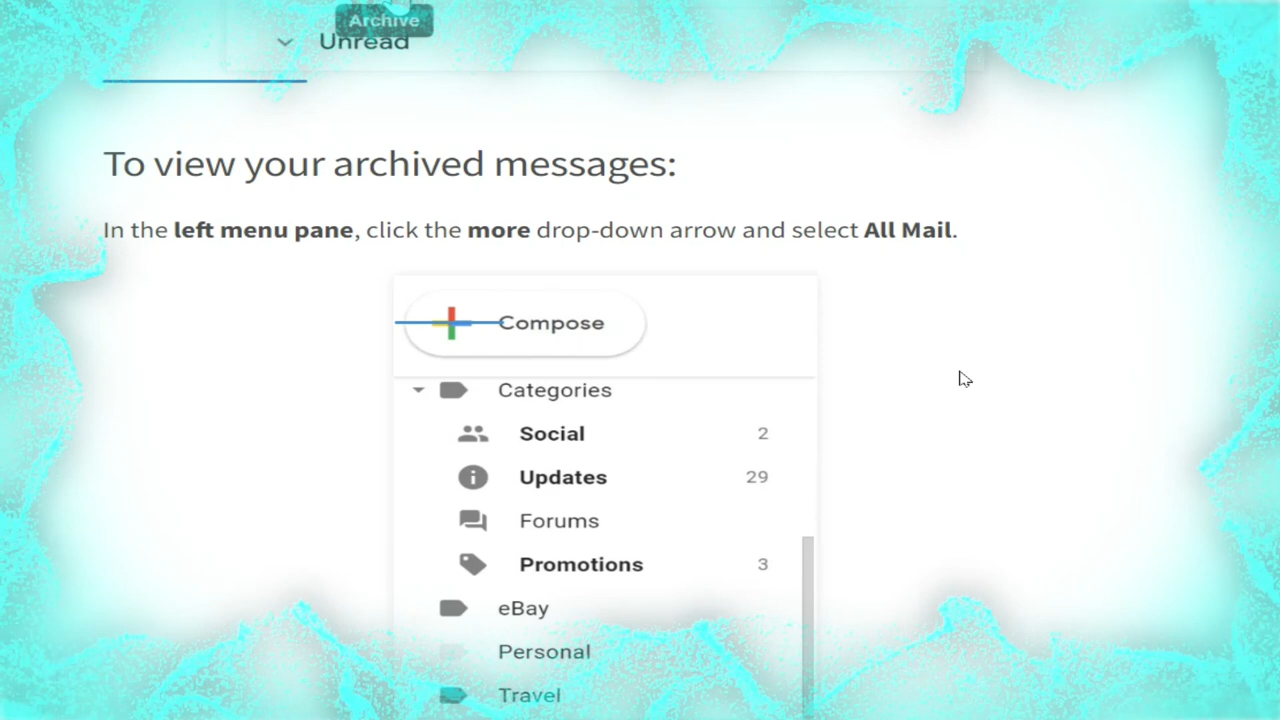 Archive
Unread
To view your archived messages:
In the left menu pane, click the more drop-down arrow and select All Mail.
Compose
Categories
Social 2
Updates 29
Forums
Promotions 3
eBay
Personal
Travel